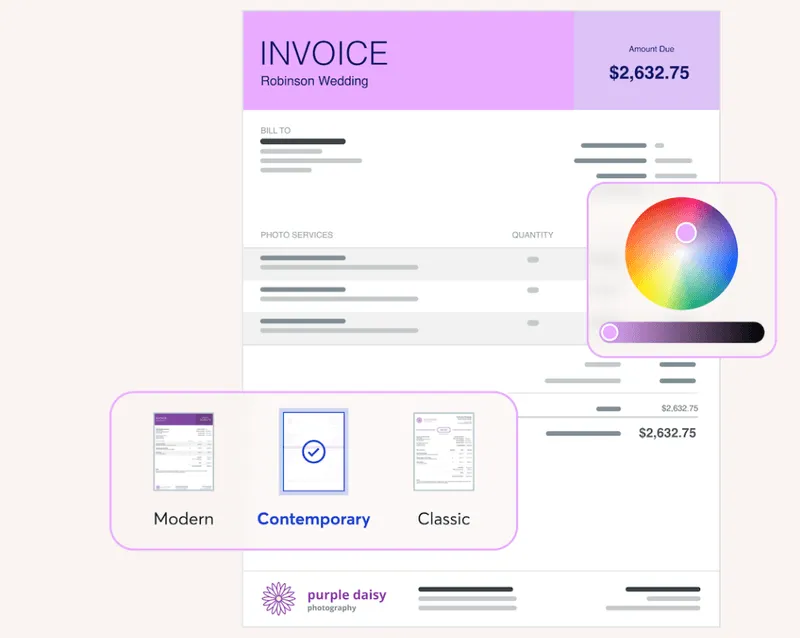 INVOICE
Robinson Wedding
Amount Due
$2,632.75
BILL TO
PHOTO SERVICES
QUANTITY
$2,632.75
$2,632.75
Modern
Contemporary
Classic
purple daisy
photography